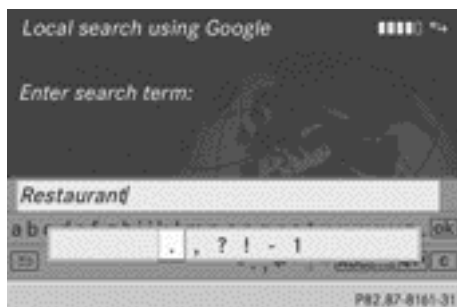 Local search using Google
Enter search term:
Restaurant
a b
ok
. , ? ! - 1
c
P82.87-8161-31